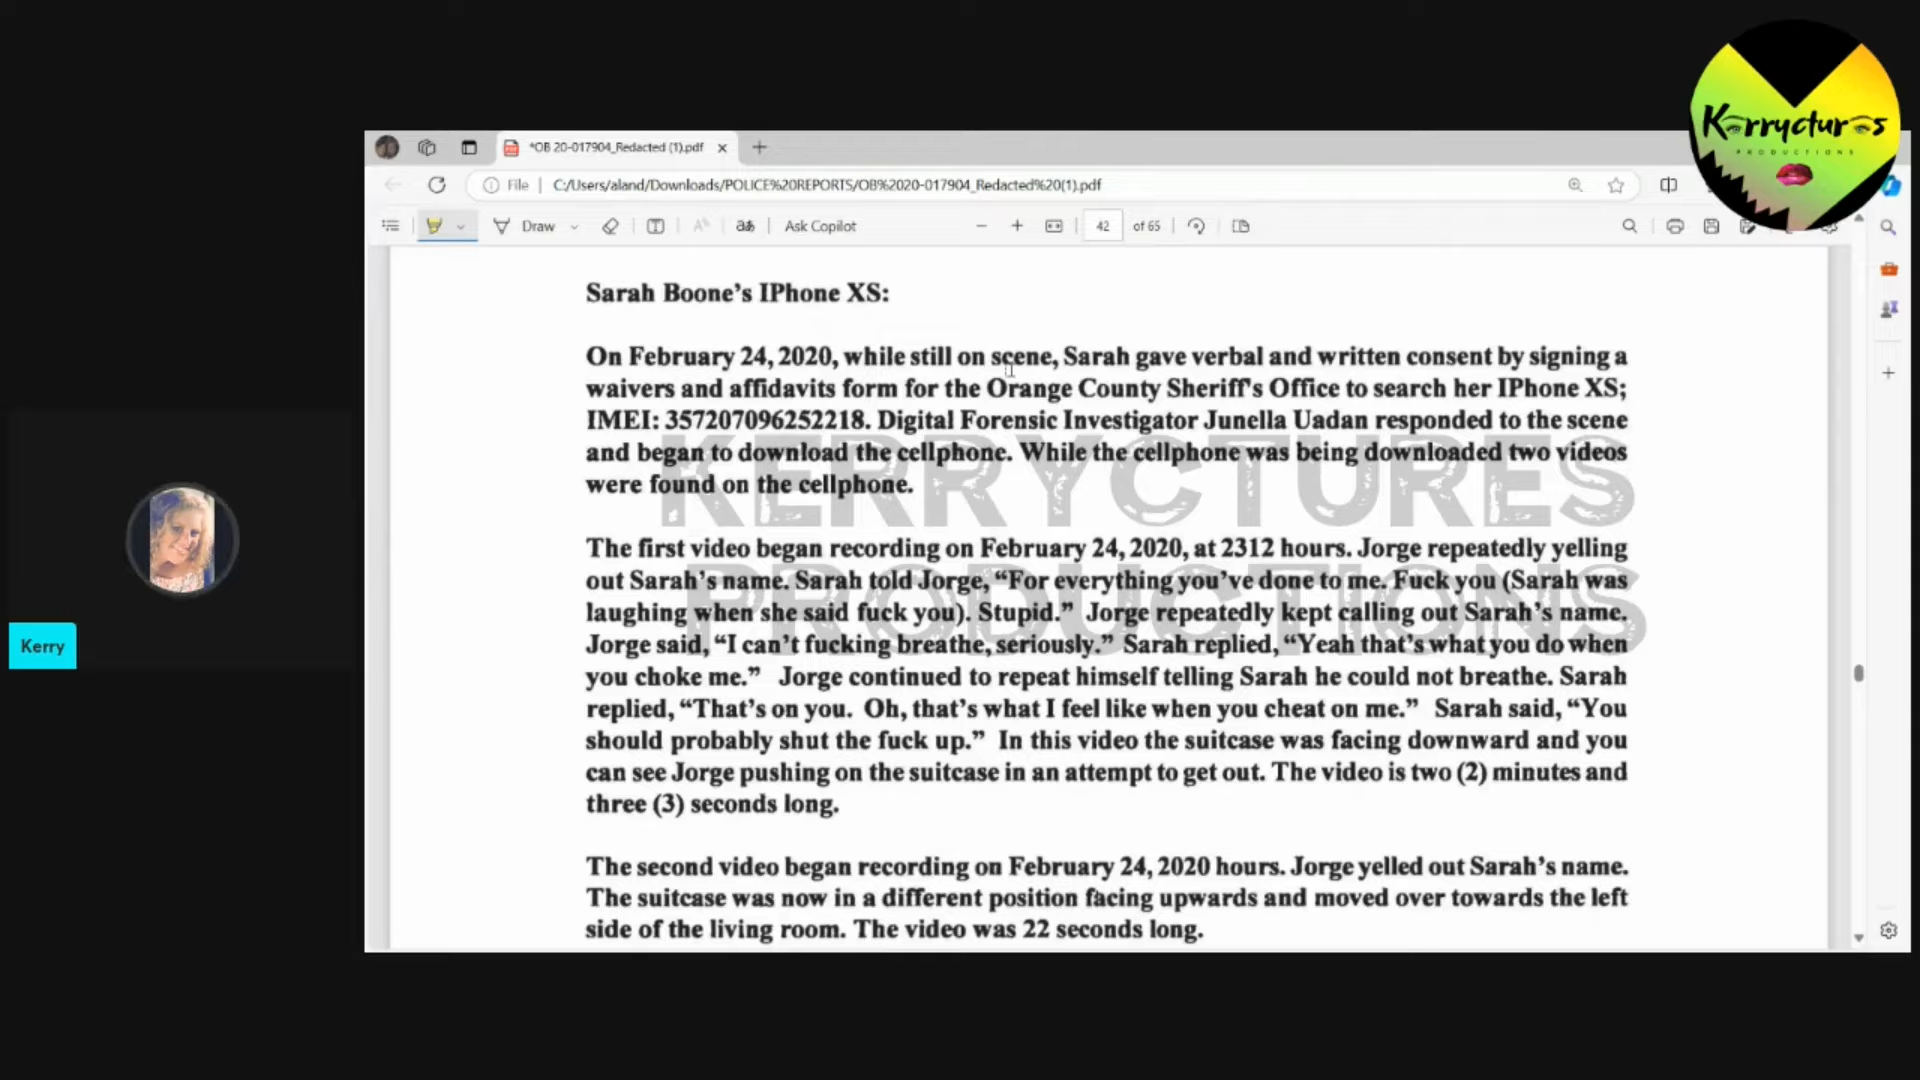 Kerryctures
PRODUCTIONS
*OB 20-017904_Redacted (1).pdf
File | C:/Users/aland/Downloads/POLICE%20REPORTS/OB%2020-017904_Redacted%20(1).pdf
Draw
Ask Copilot
42 of 65
Sarah Boone's IPhone XS:
On February 24, 2020, while still on scene, Sarah gave verbal and written consent by signing a
waivers and affidavits form for the Orange County Sheriff's Office to search her IPhone XS;
IMEI: 357207096252218. Digital Forensic Investigator Junella Uadan responded to the scene
and began to download the cellphone. While the cellphone was being downloaded two videos
were found on the cellphone.
KERRYCTURES
The first video began recording on February 24, 2020, at 2312 hours. Jorge repeatedly yelling
out Sarah's name. Sarah told Jorge, "For everything you've done to me. Fuck you (Sarah was
laughing when she said fuck you). Stupid." Jorge repeatedly kept calling out Sarah's name.
PRODUCTIONS
Jorge said, "I can't fucking breathe, seriously." Sarah replied, "Yeah that's what you do when
you choke me." Jorge continued to repeat himself telling Sarah he could not breathe. Sarah
replied, "That's on you. Oh, that's what I feel like when you cheat on me." Sarah said, "You
should probably shut the fuck up." In this video the suitcase was facing downward and you
can see Jorge pushing on the suitcase in an attempt to get out. The video is two (2) minutes and
three (3) seconds long.
The second video began recording on February 24, 2020 hours. Jorge yelled out Sarah's name.
The suitcase was now in a different position facing upwards and moved over towards the left
side of the living room. The video was 22 seconds long.
Kerry